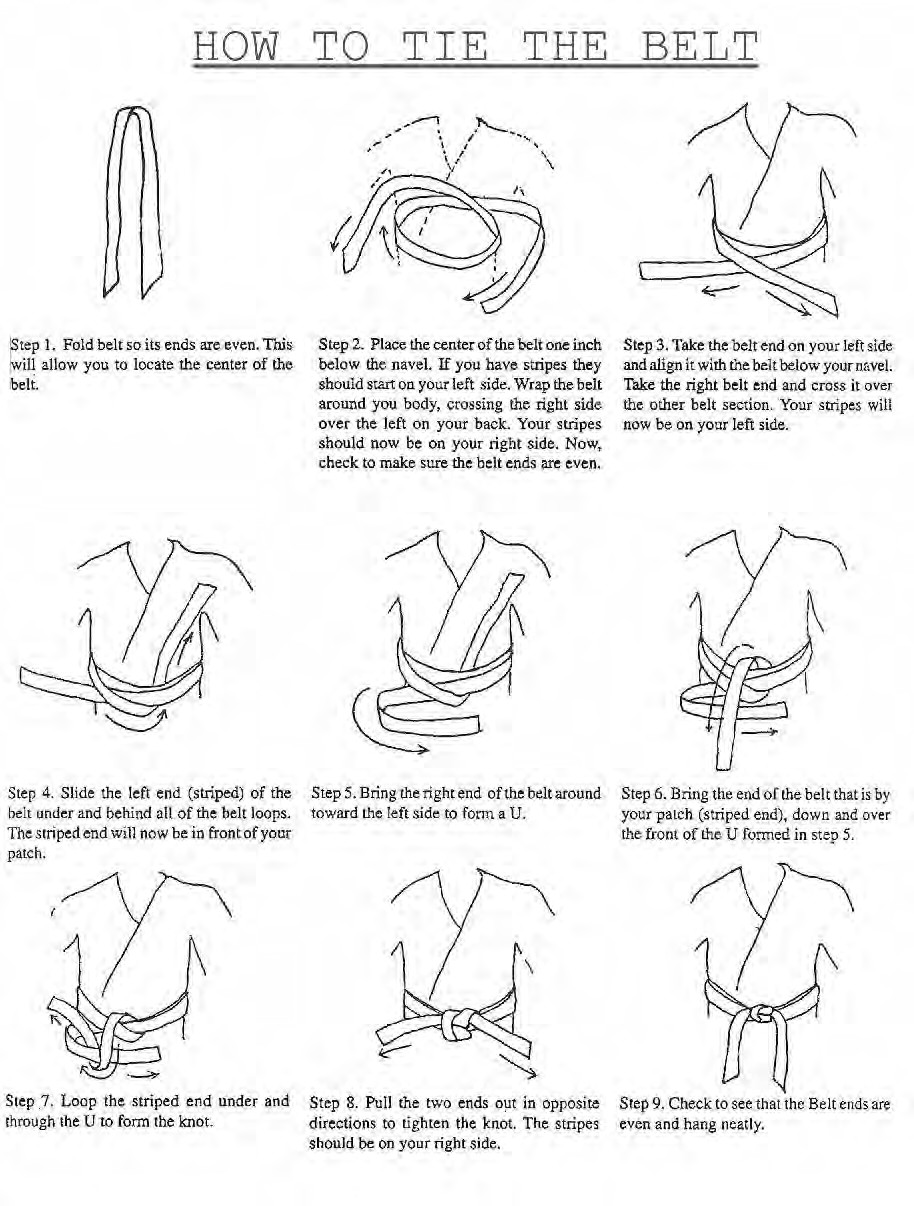 HOW TO TIE THE BELT
Step 1. Fold belt so its ends are even. This
will allow you to locate the center of the
belt.
Step 2. Place the center of the belt one inch
below the navel. If you have stripes they
should start on your left side. Wrap the belt
around you body, crossing the right side
over the left on your back. Your stripes
should now be on your right side. Now,
check to make sure the belt ends are even.
Step 3. Take the belt end on your left side
and align it with the belt below your navel.
Take the right belt end and cross it over
the other belt section. Your stripes will
now be on your left side.
Step 4. Slide the left end (striped) of the
belt under and behind all of the belt loops.
The striped end will now be in front of your
patch.
Step 5. Bring the right end of the belt around
toward the left side to form a U.
Step 6. Bring the end of the belt that is by
your patch (striped end), down and over
the front of the U formed in step 5.
Step 7. Loop the striped end under and
through the U to form the knot.
Step 8. Pull the two ends out in opposite
directions to tighten the knot. The stripes
should be on your right side.
Step 9. Check to see that the Belt ends are
even and hang neatly.